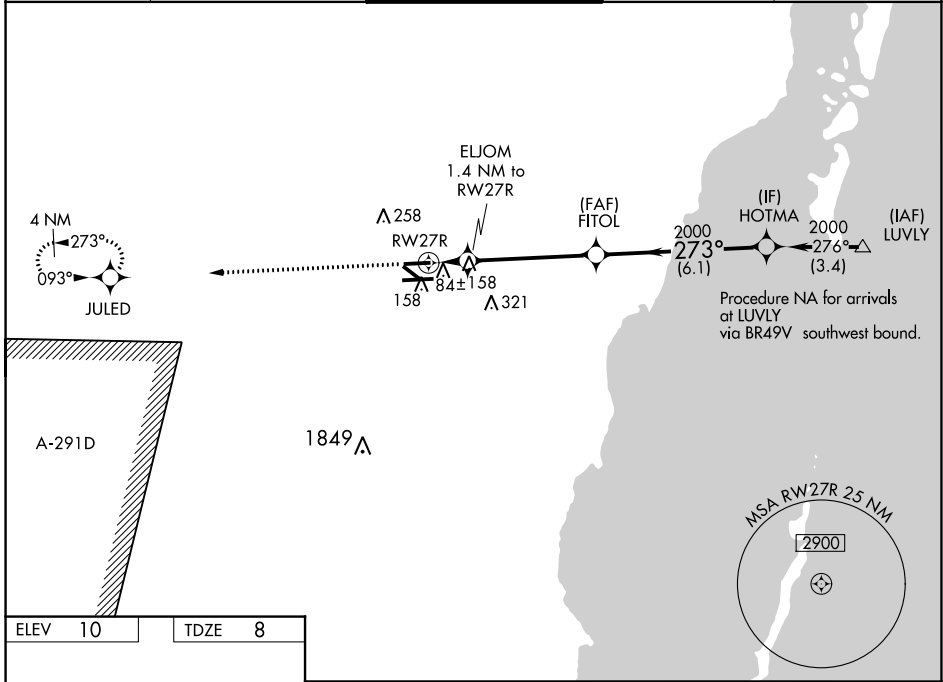 ELJOM
1.4 NM to
RW27R
258
RW27R
(FAF)
FITOL
2000
273°
(6.1)
(IF)
HOTMA
2000
276°
(3.4)
(IAF)
LUVLY
4 NM
273°
093°
JULED
158
84±
158
321
Procedure NA for arrivals
at LUVLY
via BR49V southwest bound.
A-291D
1849
MSA RW27R 25 NM
2900
ELEV 10
TDZE 8